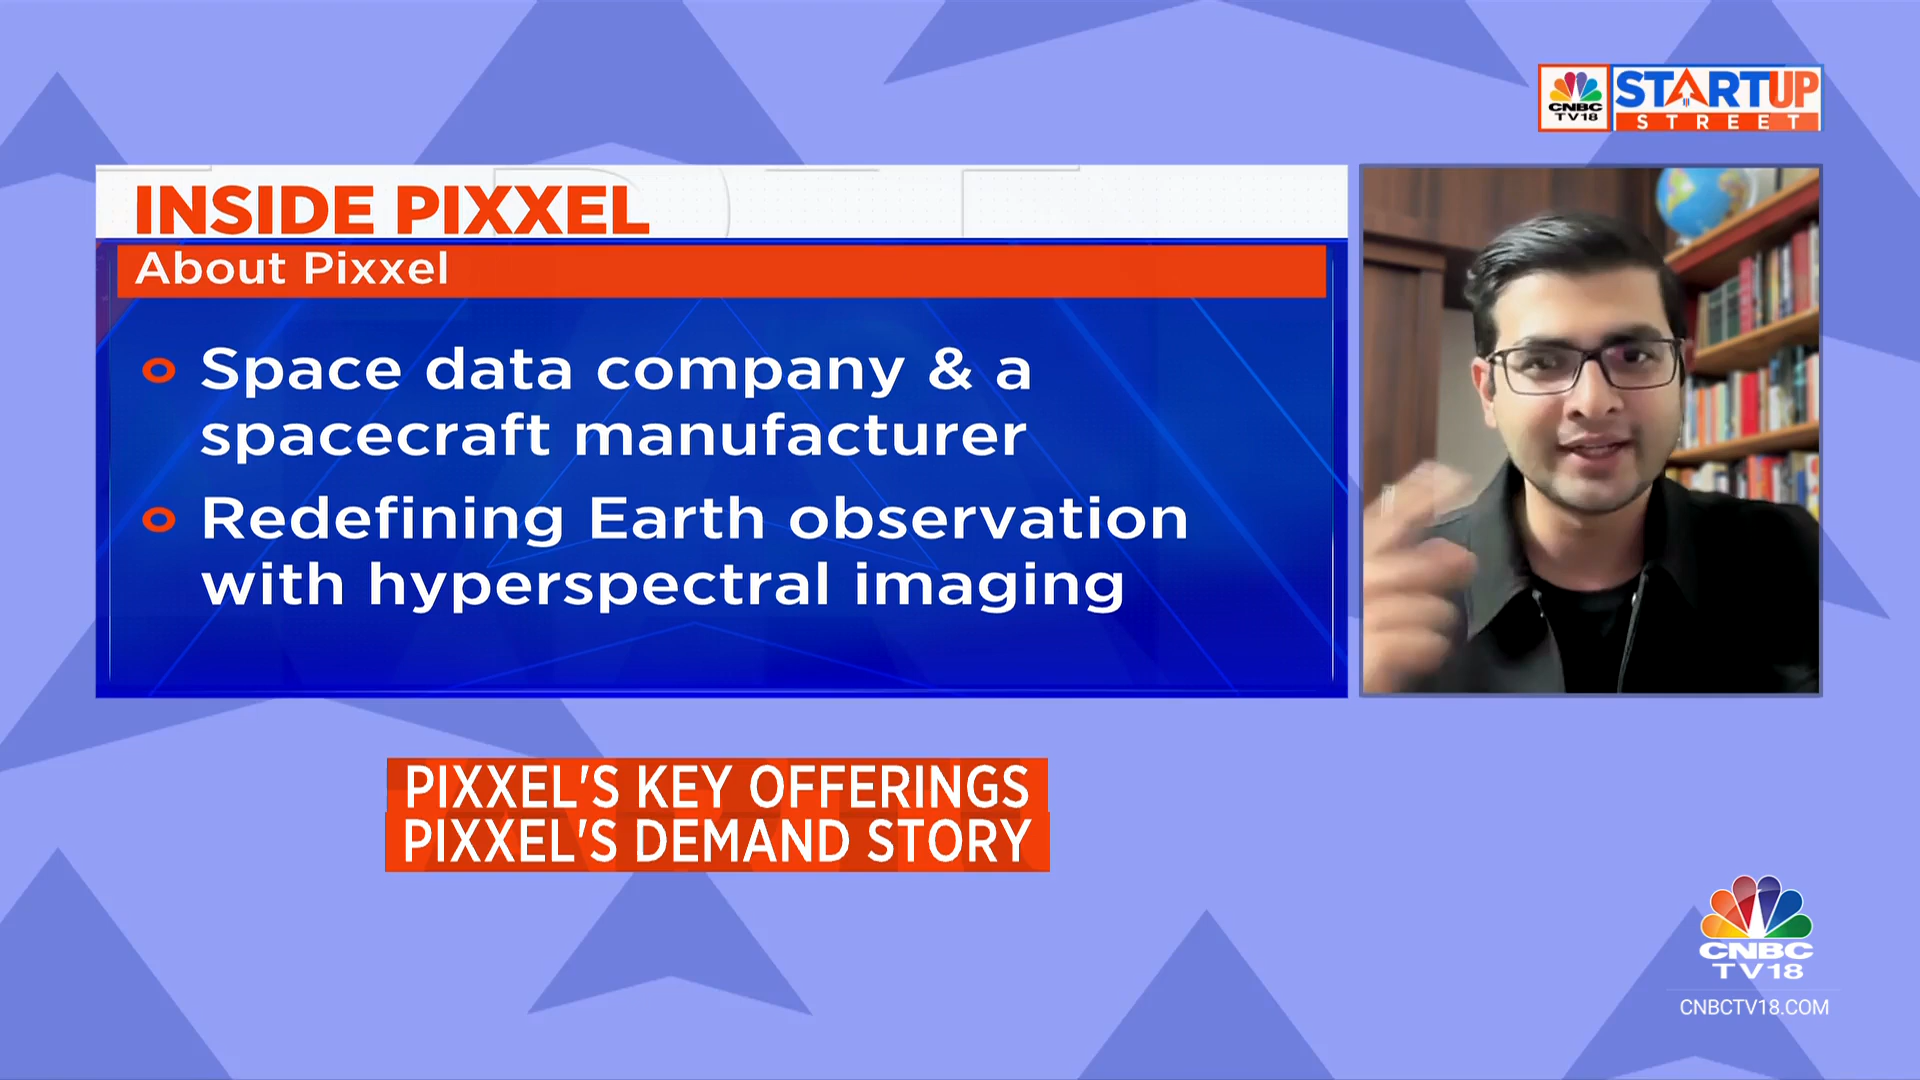 CNBC
TV18
STARTUP
STREET
INSIDE PIXXEL
About Pixxel
Space data company & a
spacecraft manufacturer
Redefining Earth observation
with hyperspectral imaging
PIXXEL'S KEY OFFERINGS
PIXXEL'S DEMAND STORY
CNBC
TV18
CNBCTV18.COM